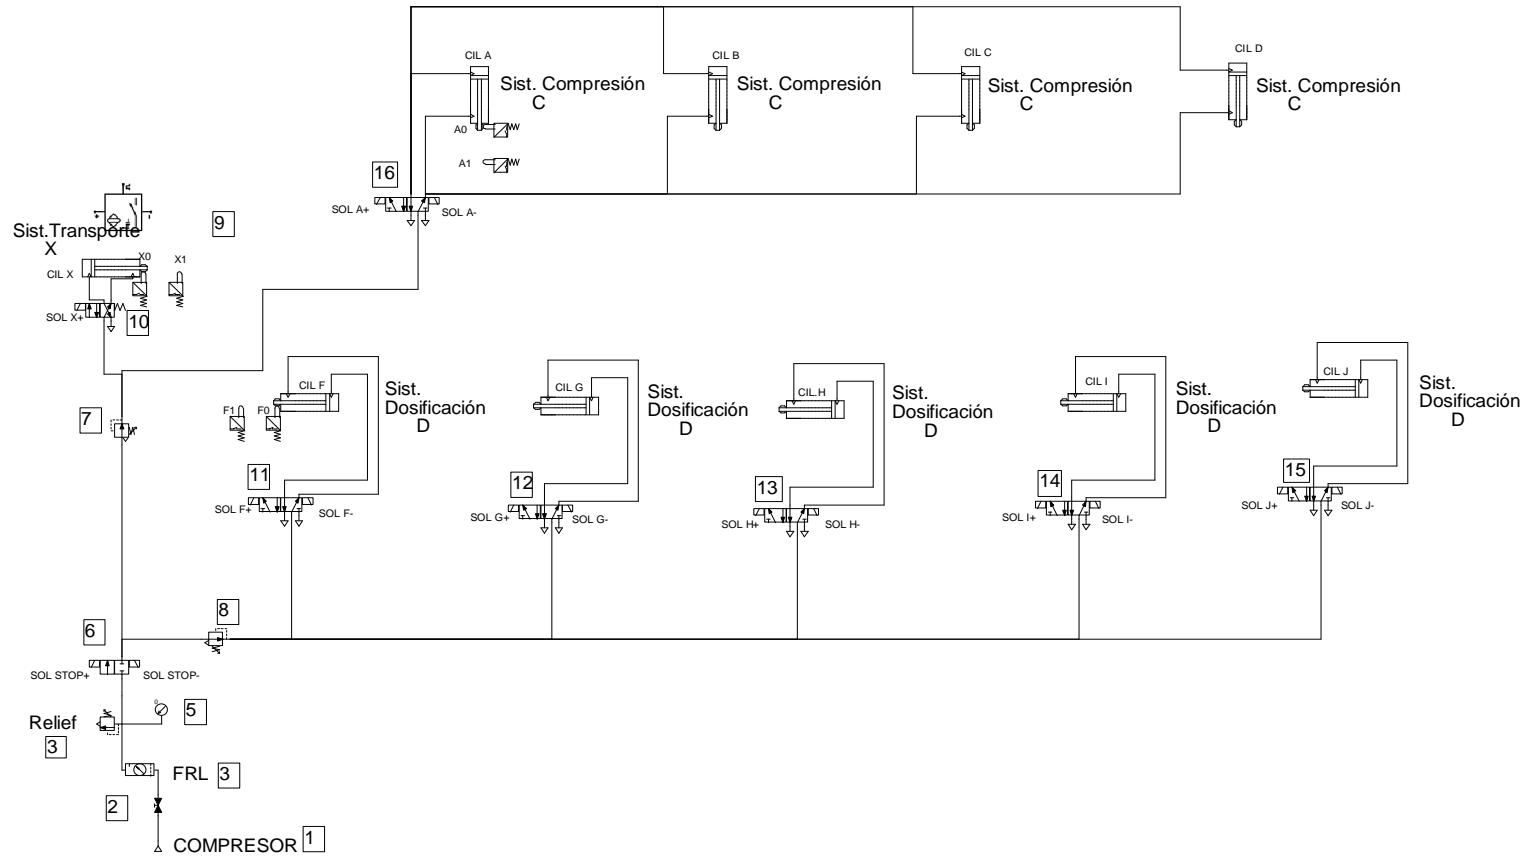 CIL A
CIL B
CIL C
CIL D
Sist. Compresión
C
Sist. Compresión
C
Sist. Compresión
C
Sist. Compresión
C
A0
A1
16
SOL A+
SOL A-
9
Sist.Transporte
X
X0
X1
CIL X
SOL X+
10
7
CIL F
Sist.
Dosificación
D
F1
F0
11
SOL F+
SOL F-
CIL G
Sist.
Dosificación
D
12
SOL G+
SOL G-
CIL.H
Sist.
Dosificación
D
13
SOL H+
SOL H-
CIL I
Sist.
Dosificación
D
14
SOL I+
SOL I-
CIL J
Sist.
Dosificación
D
15
SOL J+
SOL J-
8
6
SOL STOP+
SOL STOP-
0
5
Relief
3
FRL
3
2
COMPRESOR
1